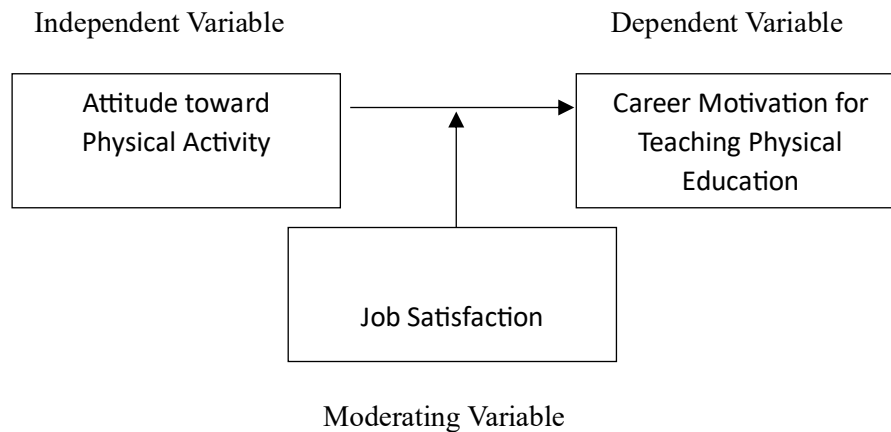 Independent Variable
Dependent Variable
Attitude toward
Physical Activity
Career Motivation for
Teaching Physical
Education
Job Satisfaction
Moderating Variable